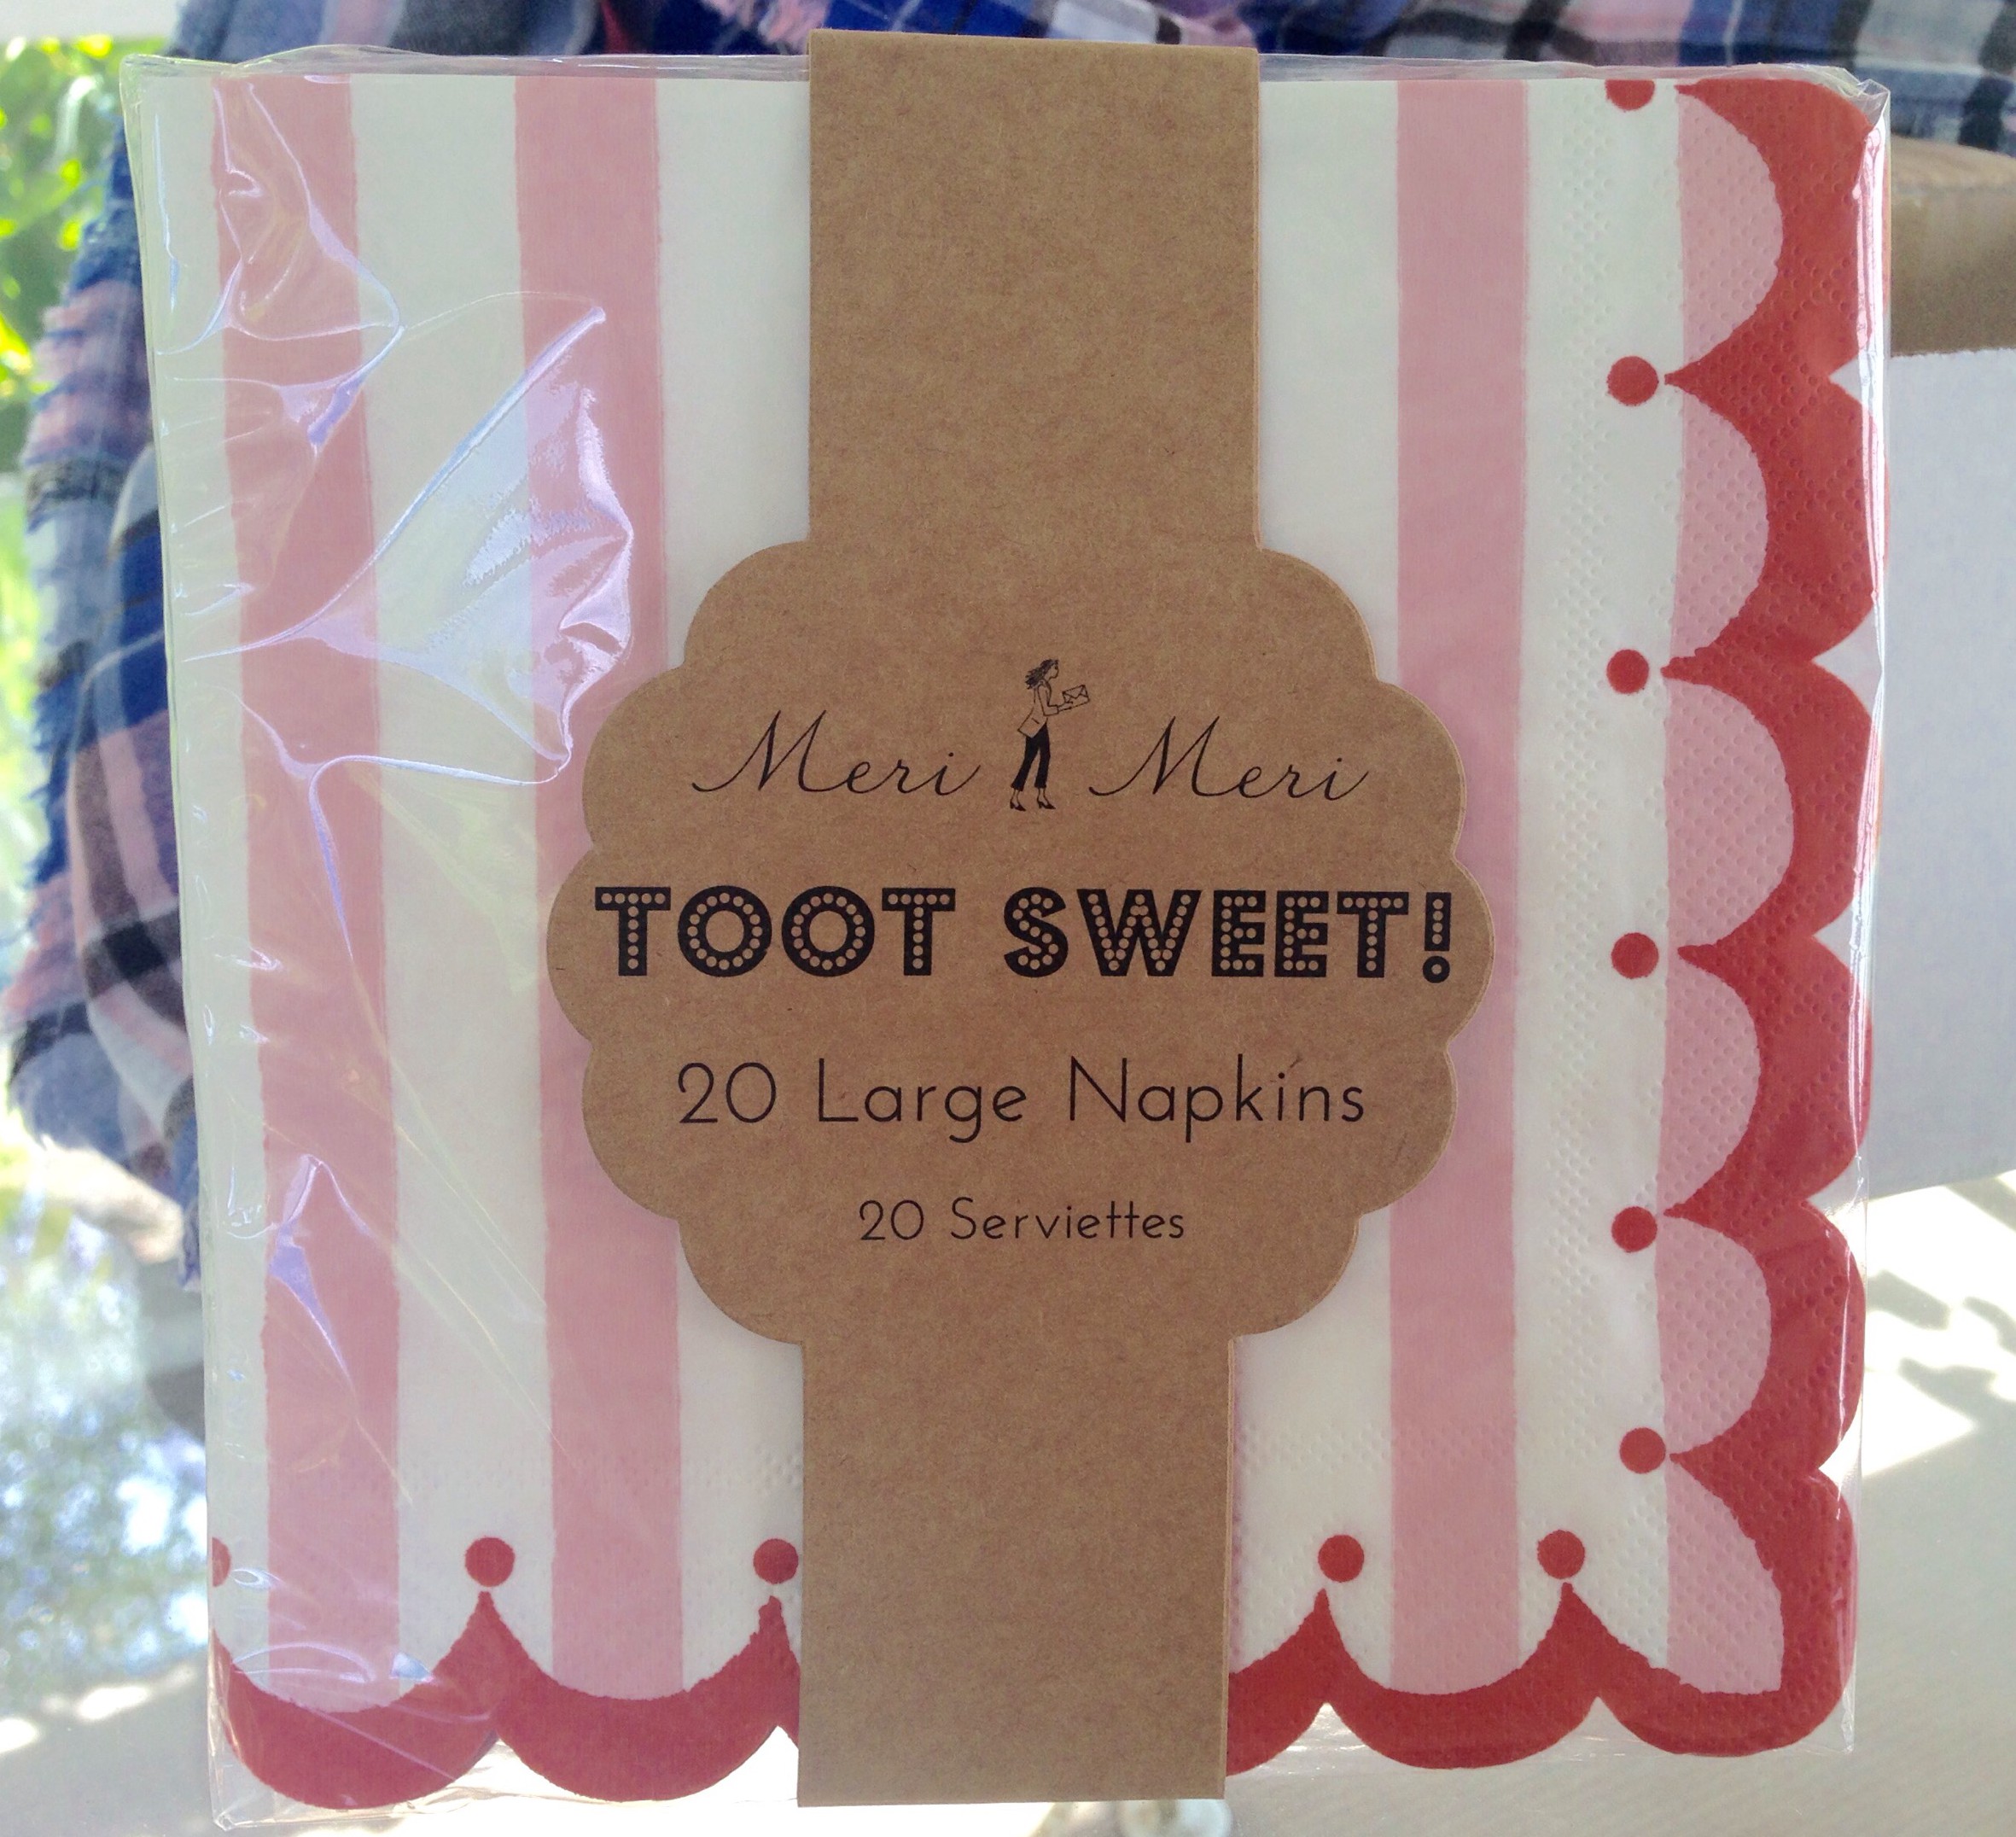 Meri Meri
TOOT SWEET!
20 Large Napkins
20 Serviettes